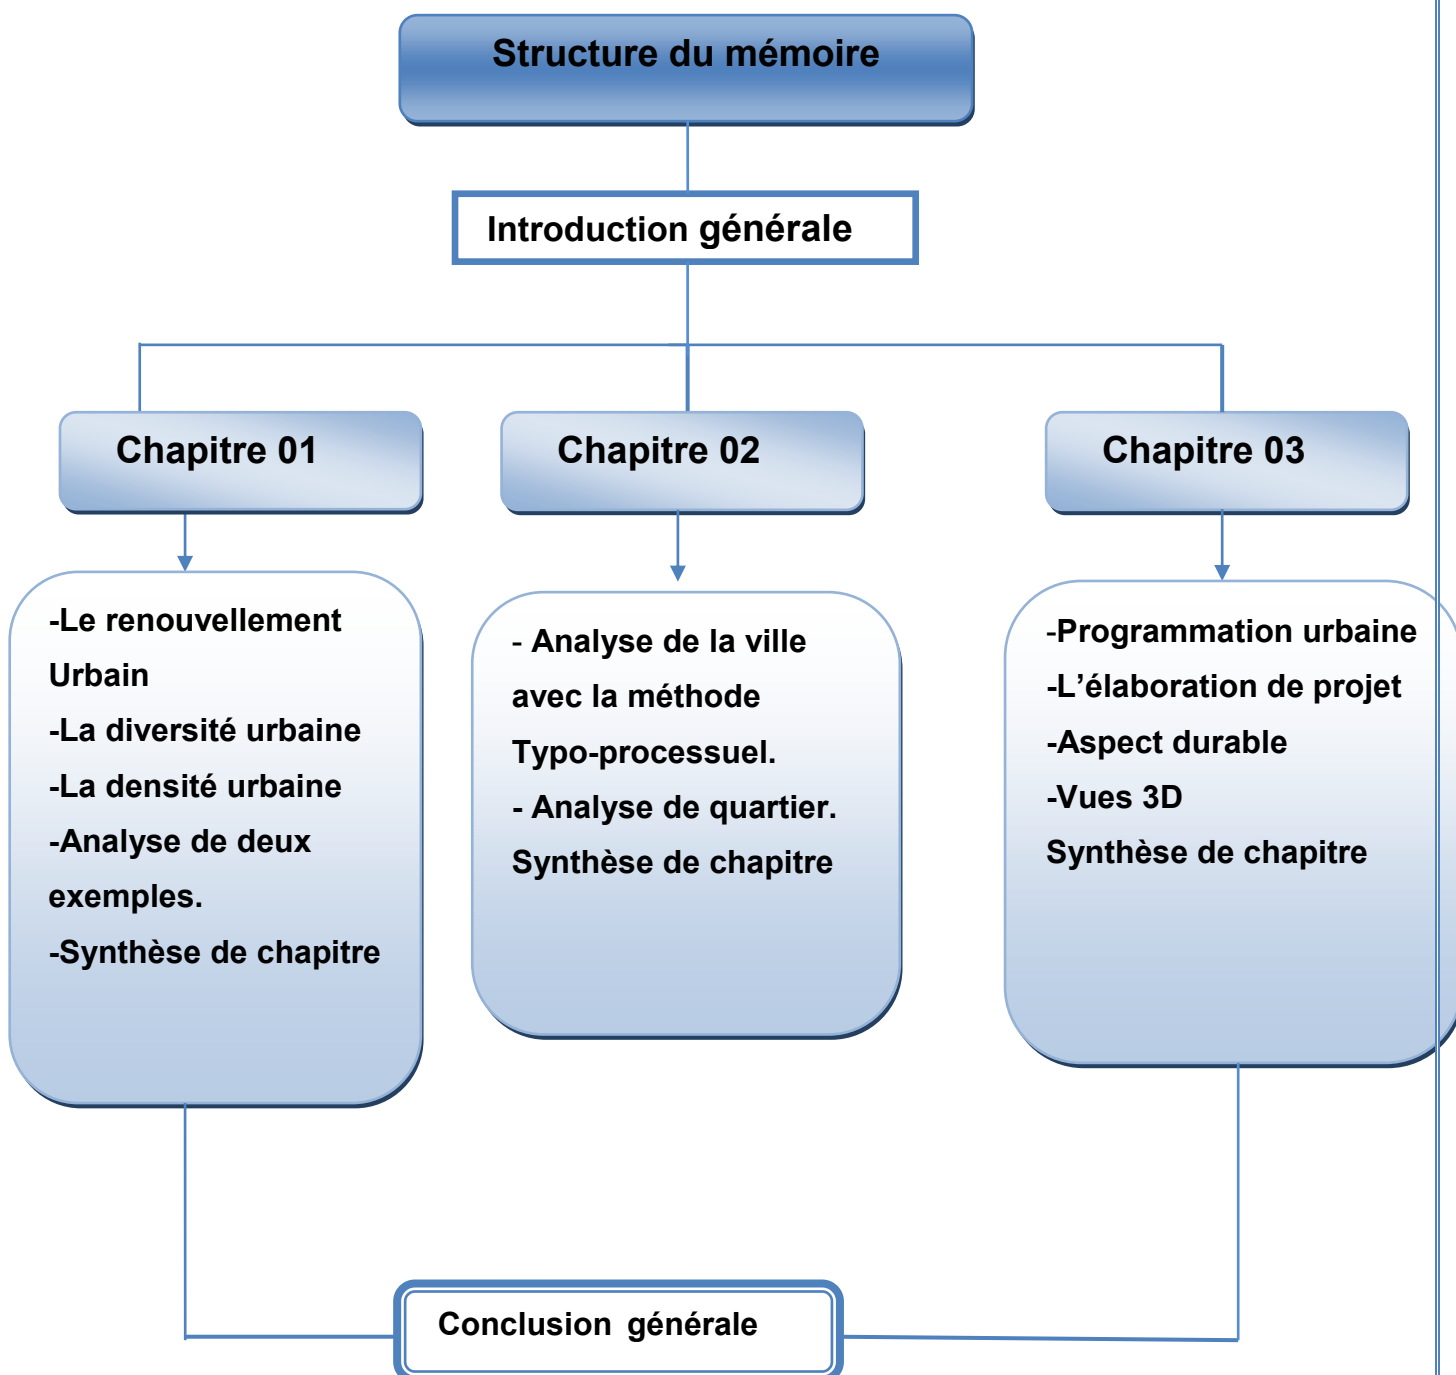 Structure du mémoire
Introduction générale
Chapitre 01
-Le renouvellement
Urbain
-La diversité urbaine
-La densité urbaine
-Analyse de deux
exemples.
-Synthèse de chapitre
Chapitre 02
- Analyse de la ville
avec la méthode
Typo-processuel.
- Analyse de quartier.
Synthèse de chapitre
Chapitre 03
-Programmation urbaine
-L’élaboration de projet
-Aspect durable
-Vues 3D
Synthèse de chapitre
Conclusion générale